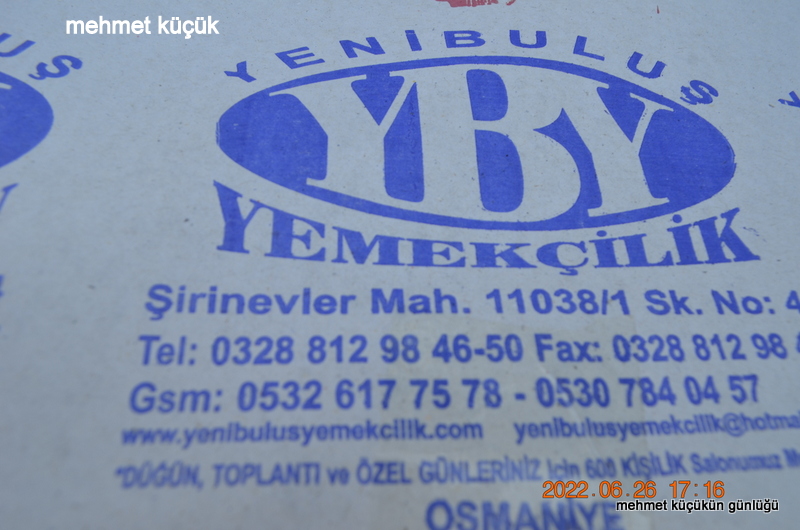 mehmet küçük
YENİBULUŞ
YBY
YEMEKÇİLİK
Şirinevler Mah. 11038/1 Sk. No: 4
Tel: 0328 812 98 46-50 Fax: 0328 812 98
Gsm: 0532 617 75 78 - 0530 784 04 57
www.yenibulusyemekcilik.com yenibulusyemekcilik@hotmai
"DÜĞÜN, TOPLANTI ve ÖZEL GÜNLERİNİZ için 600 KİŞİLİK Salonumuz
2022.06.26 17:16
mehmet küçükün günlüğü
OSMANİYE